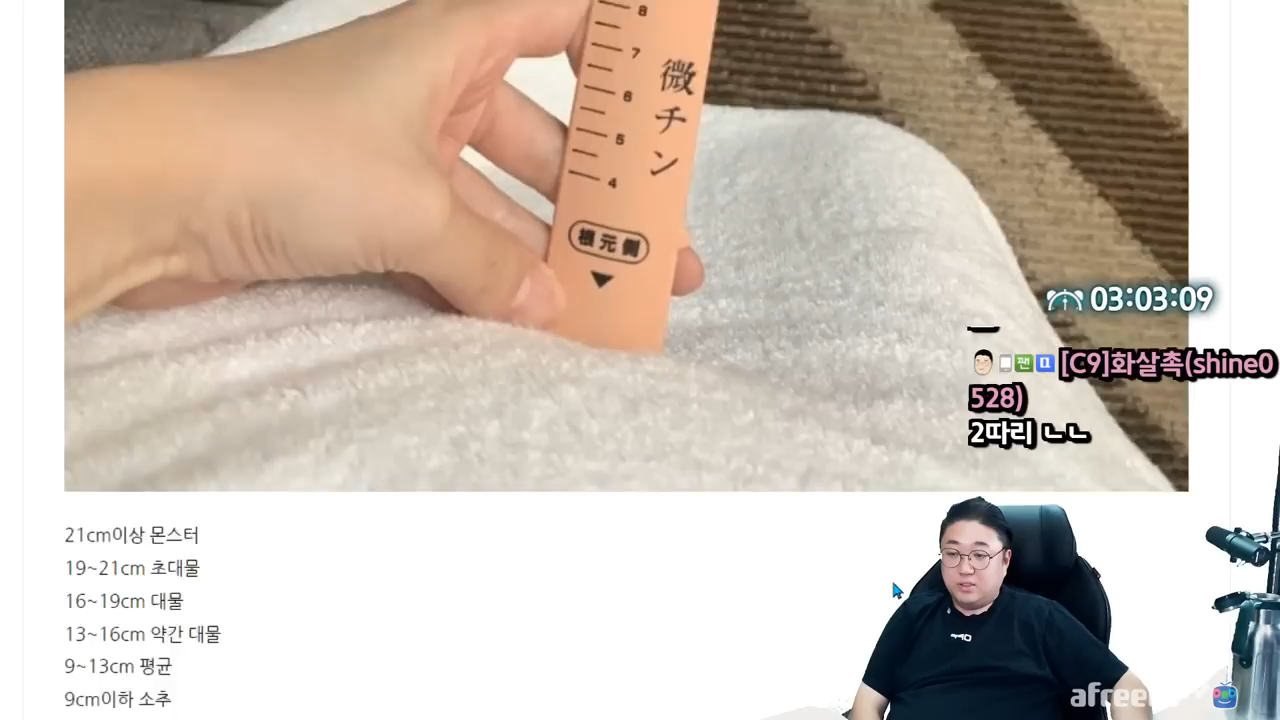 8
7
6
5
4
微チン
根元側
03:03:09
[C9]화살촉(shine0
528)
2따리 ㄴㄴ
21cm이상 몬스터
19~21cm 초대물
16~19cm 대물
13~16cm 약간 대물
9~13cm 평균
9cm이하 소추